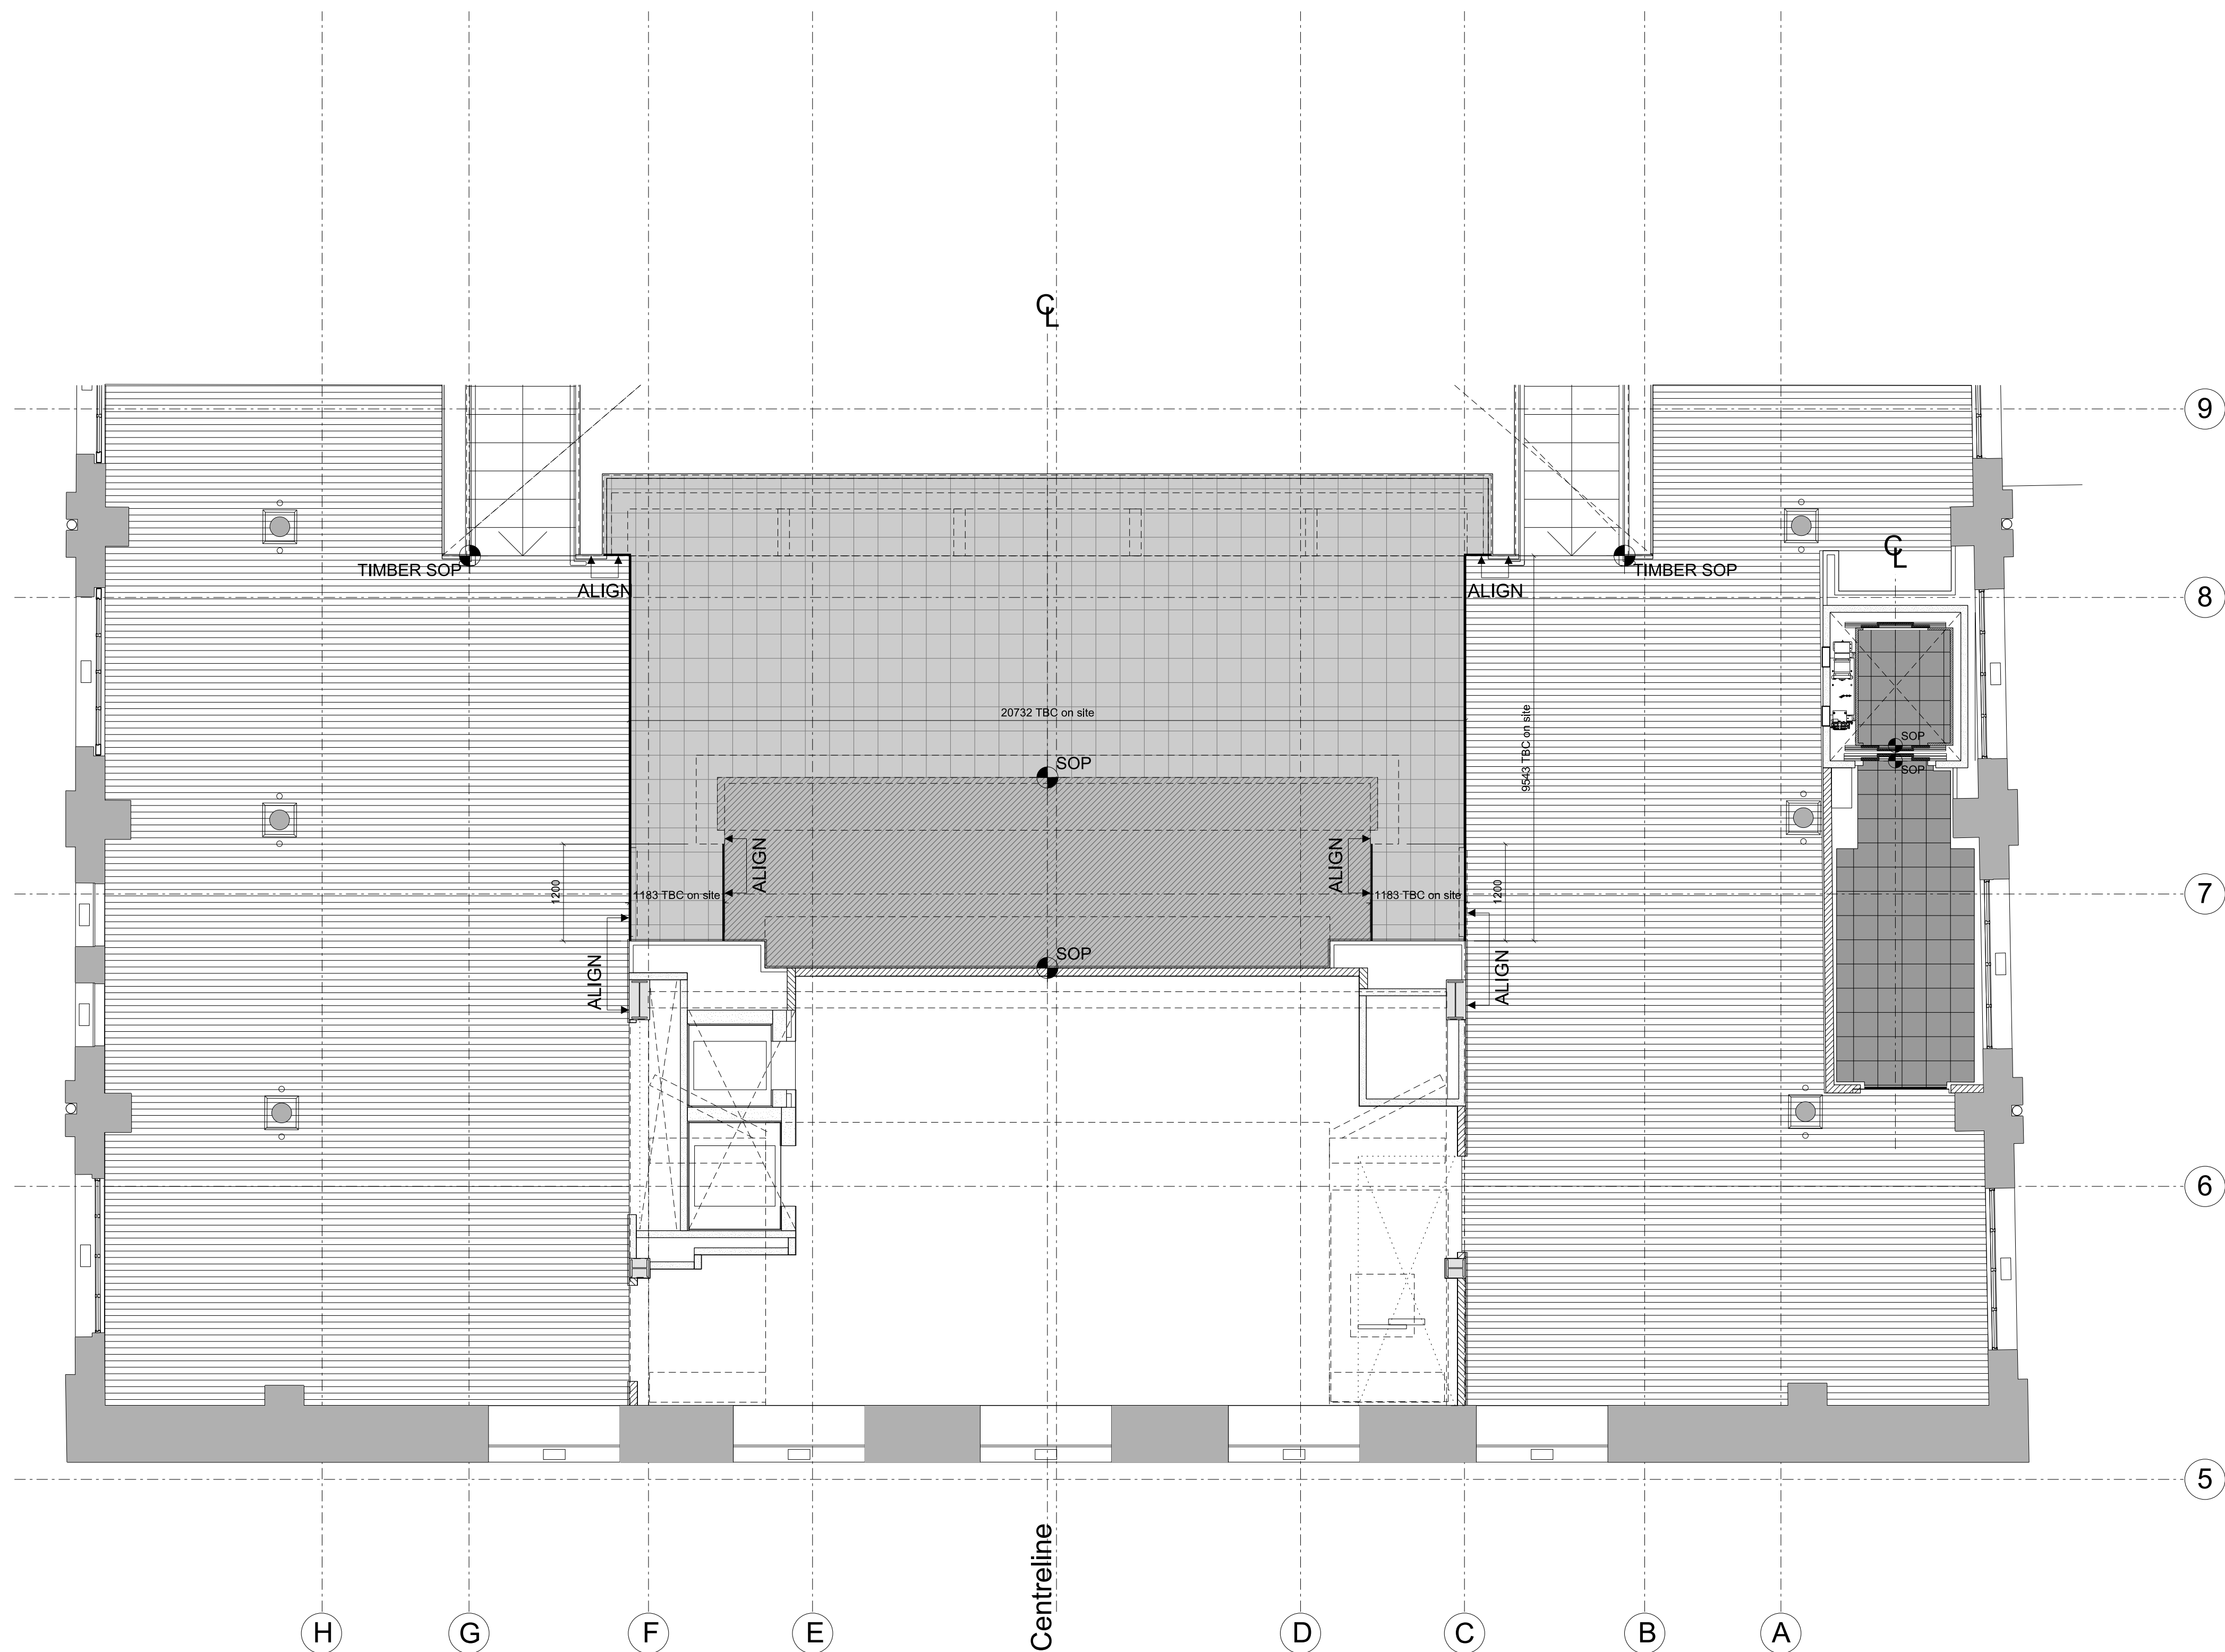 ℄
9
TIMBER SOP
TIMBER SOP
ALIGN
ALIGN
℄
8
20732 TBC on site
9543 TBC on site
SOP
SOP
SOP
ALIGN
ALIGN
1200
1183 TBC on site
1183 TBC on site
1200
7
SOP
ALIGN
ALIGN
6
5
Centreline
H
G
F
E
D
C
B
A